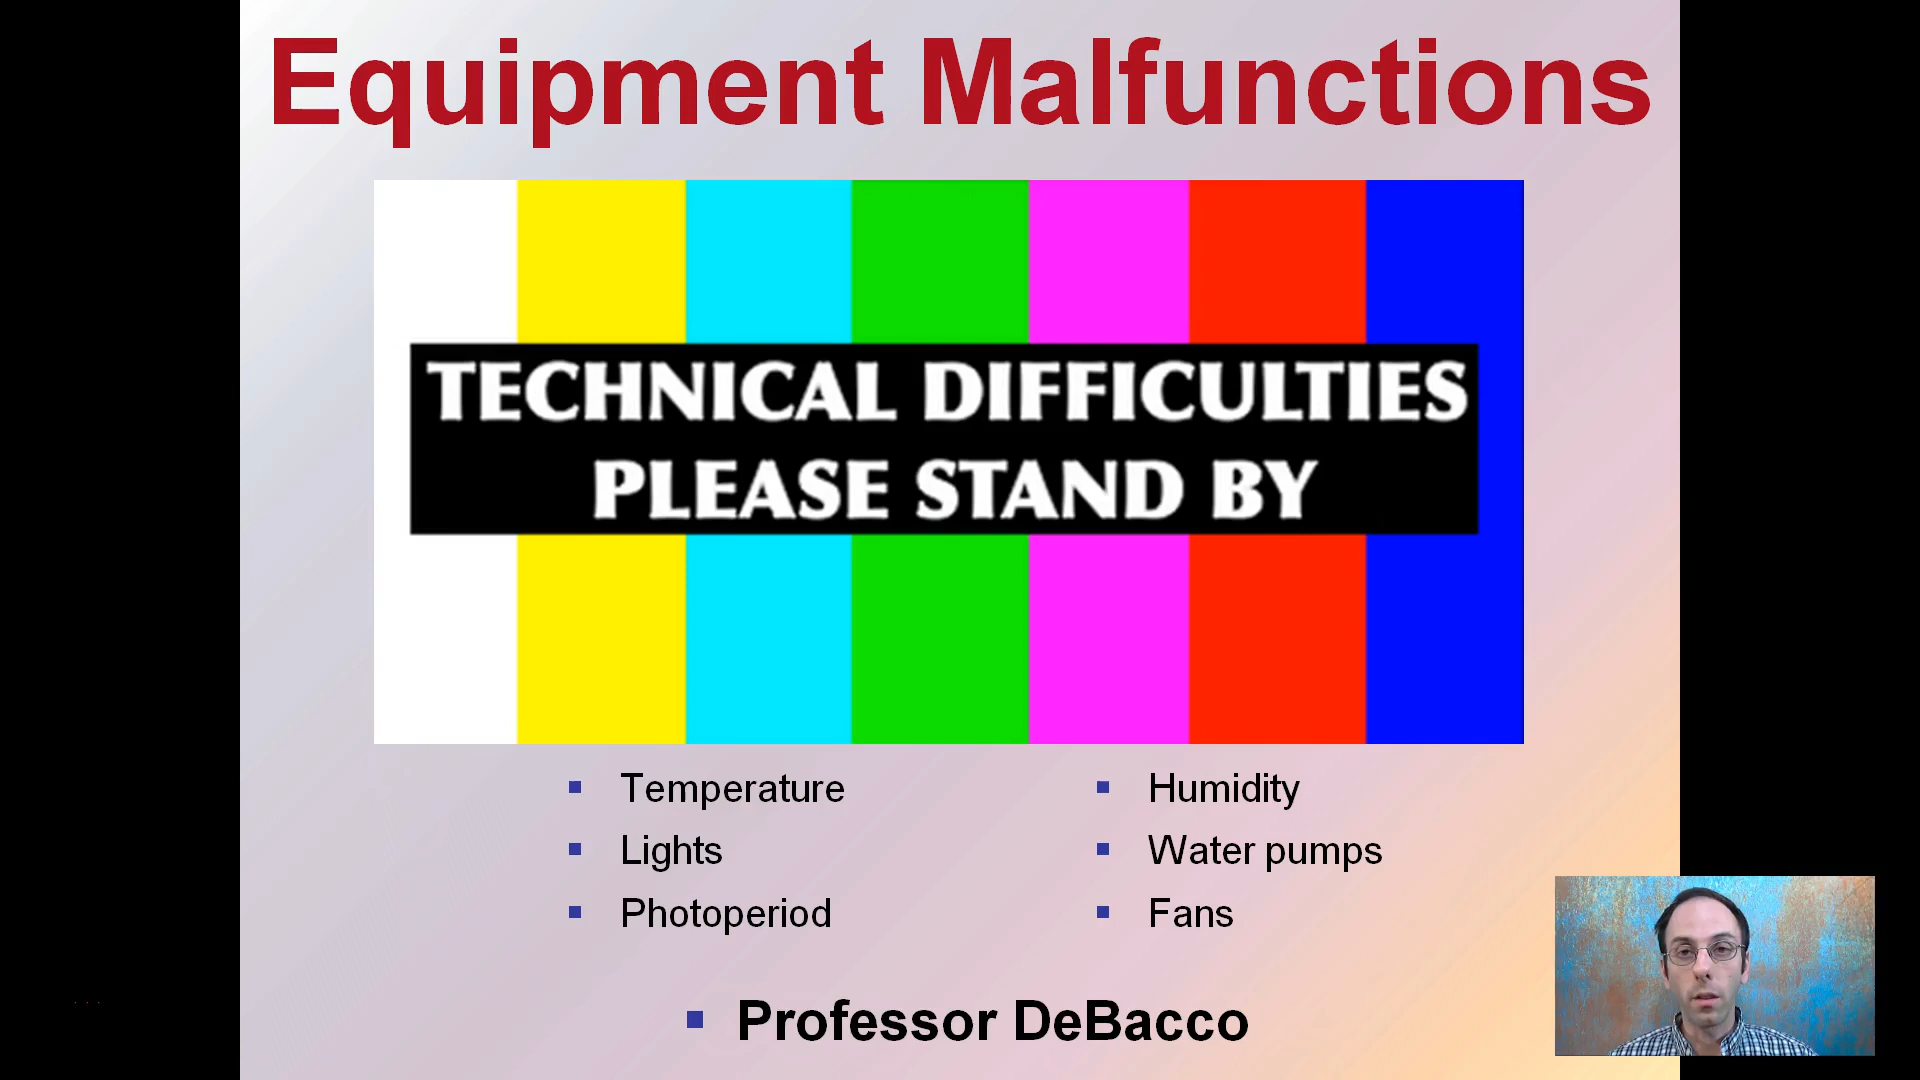 Equipment Malfunctions
TECHNICAL DIFFICULTIES
PLEASE STAND BY
Temperature
Lights
Photoperiod
Humidity
Water pumps
Fans
Professor DeBacco